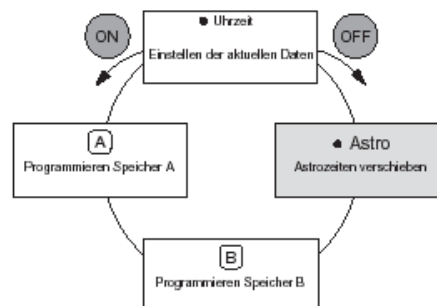 ON
● Uhrzeit
OFF
Einstellen der aktuellen Daten
A
Programmieren Speicher A
● Astro
Astrozeiten verschieben
B
Programmieren Speicher B